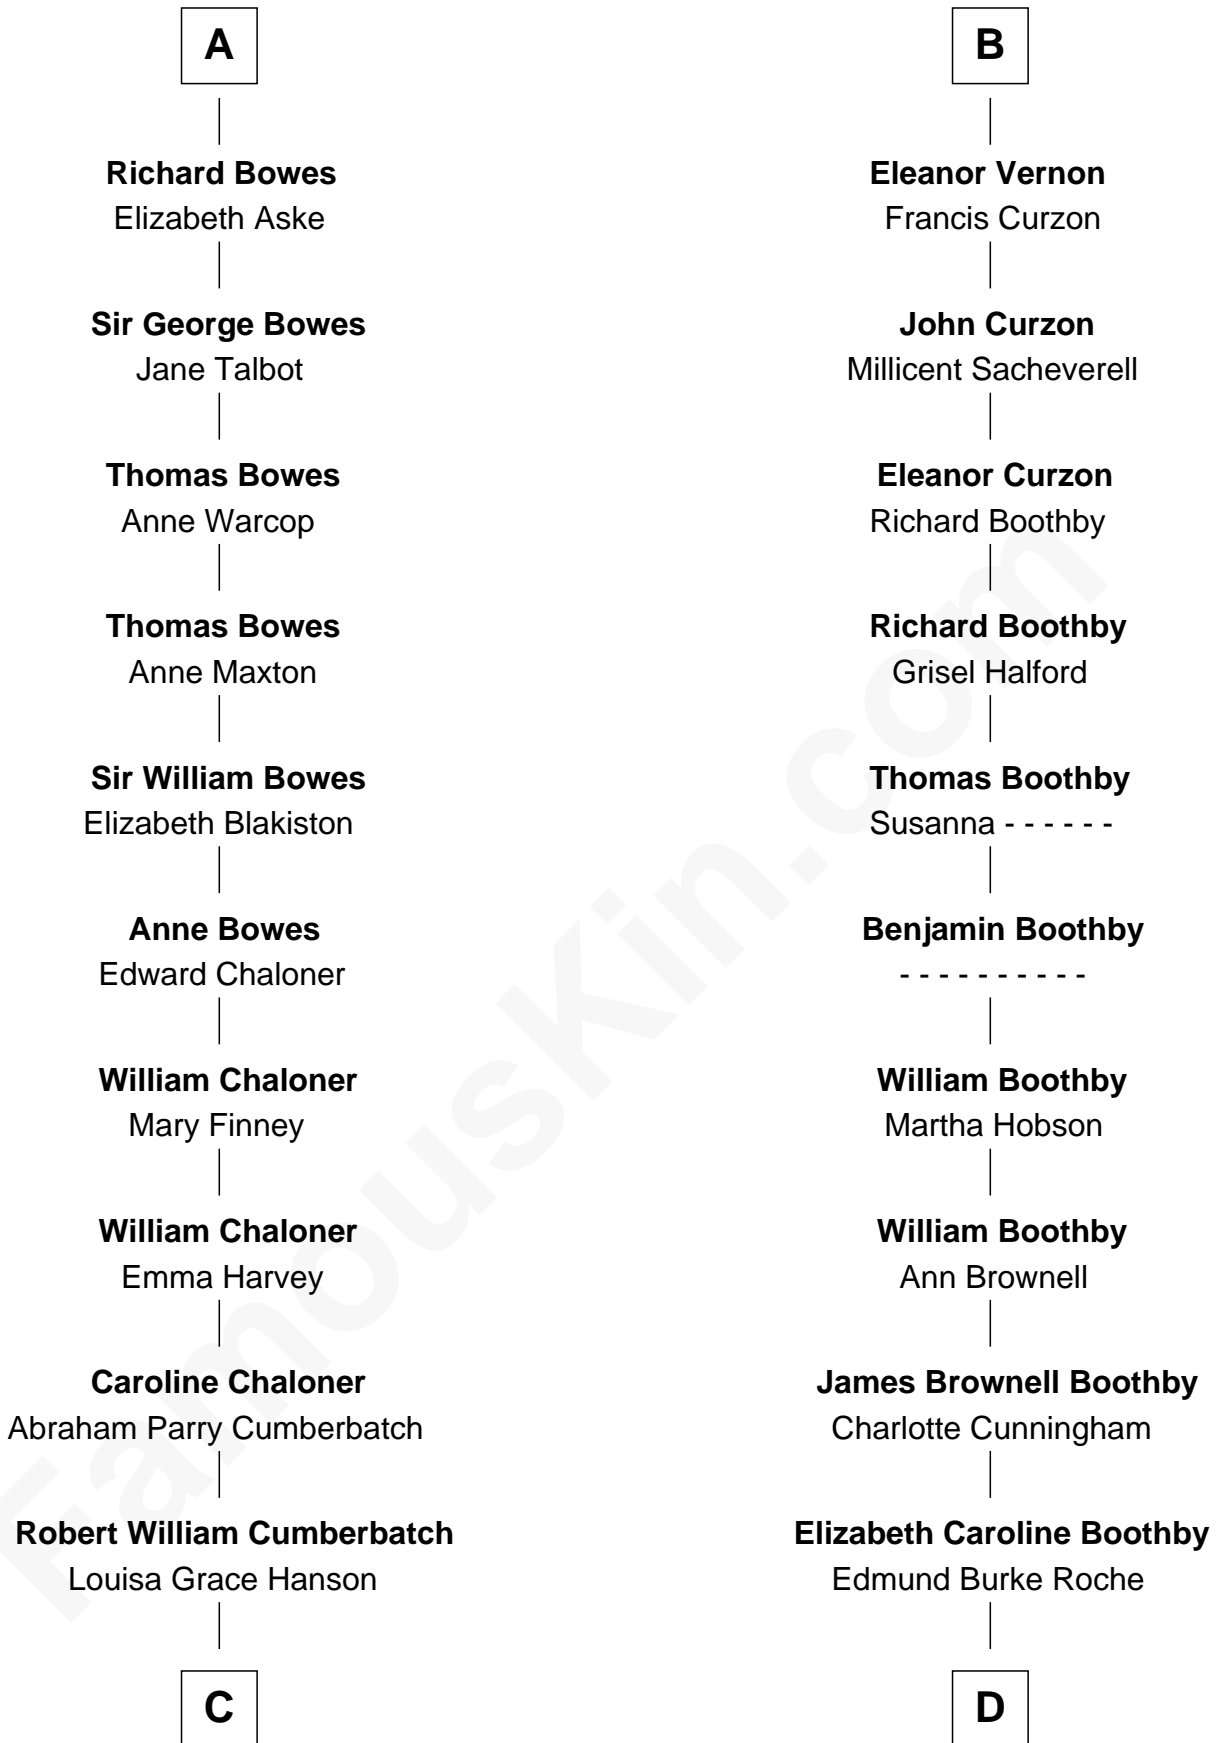 A
Richard Bowes
Elizabeth Aske
Sir George Bowes
Jane Talbot
Thomas Bowes
Anne Warcop
Thomas Bowes
Anne Maxton
Sir William Bowes
Elizabeth Blakiston
Anne Bowes
Edward Chaloner
William Chaloner
Mary Finney
William Chaloner
Emma Harvey
Caroline Chaloner
Abraham Parry Cumberbatch
Robert William Cumberbatch
Louisa Grace Hanson
C
B
Eleanor Vernon
Francis Curzon
John Curzon
Millicent Sacheverell
Eleanor Curzon
Richard Boothby
Richard Boothby
Grisel Halford
Thomas Boothby
Susanna - - - - - -
Benjamin Boothby
- - - - - - - - - -
William Boothby
Martha Hobson
William Boothby
Ann Brownell
James Brownell Boothby
Charlotte Cunningham
Elizabeth Caroline Boothby
Edmund Burke Roche
D
FamousKin.com